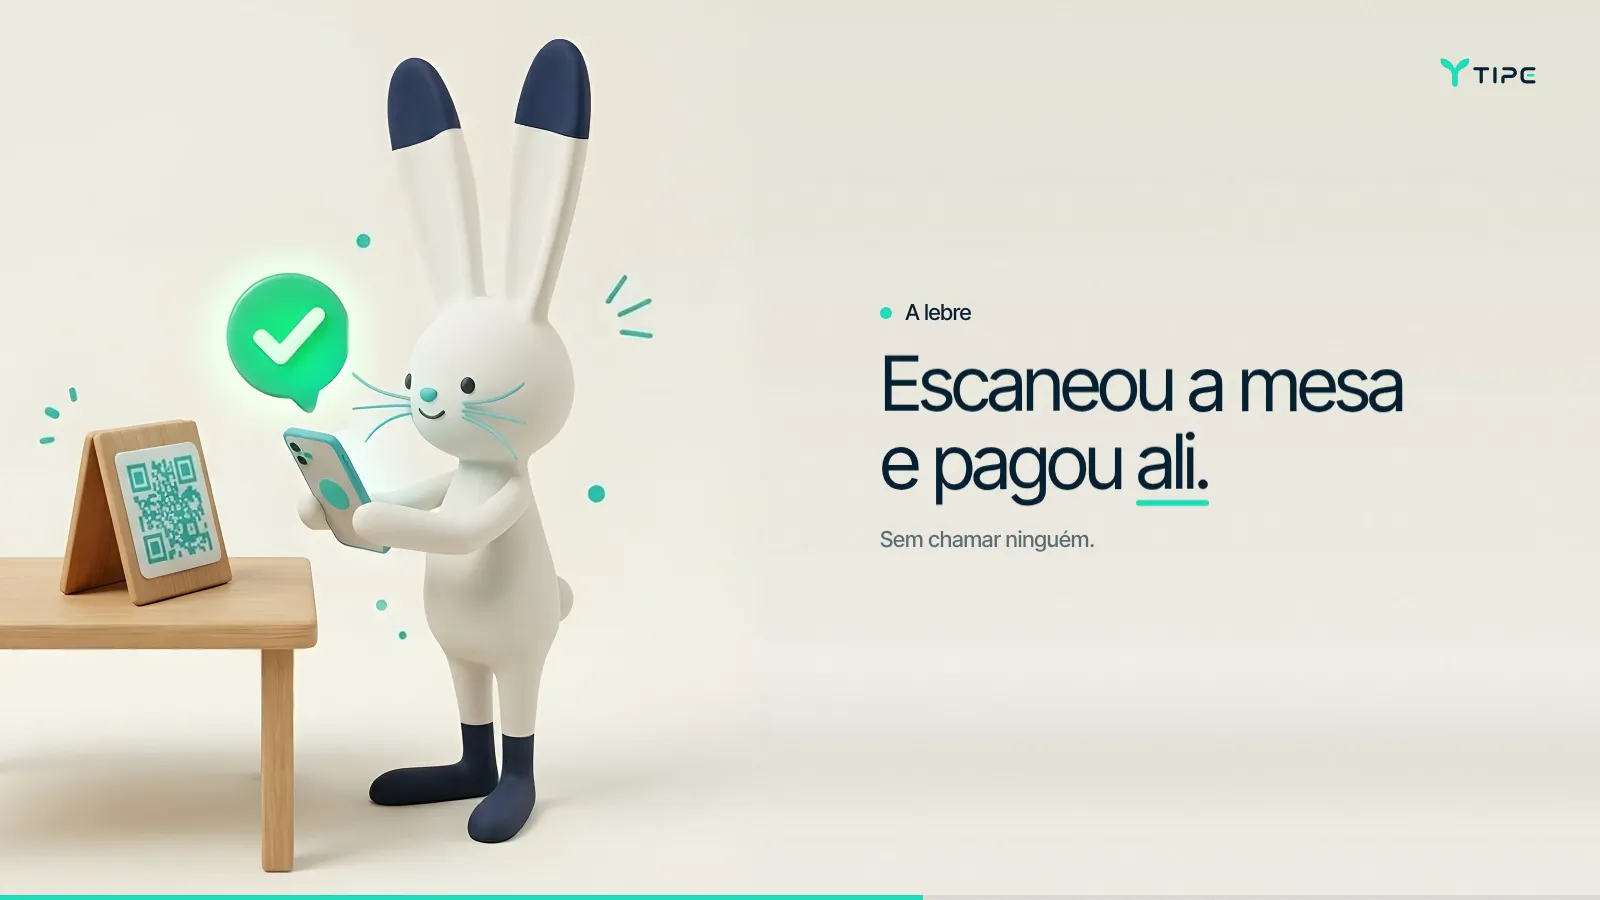 TIPE
A lebre
Escaneou a mesa
e pagou ali.
Sem chamar ninguém.